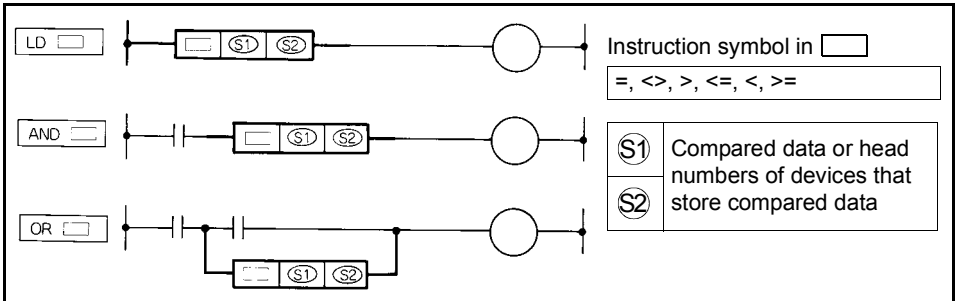 LD
S1 S2
Instruction symbol in
=, <>, >, <=, <, >=
AND
S1 S2
S1 Compared data or head
numbers of devices that
S2 store compared data
OR
S1 S2